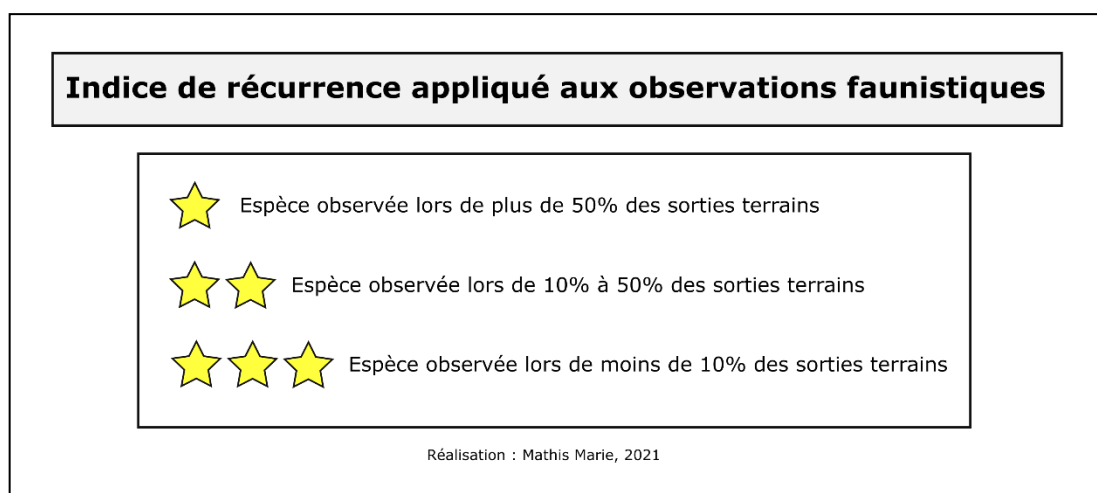 Indice de récurrence appliqué aux observations faunistiques
Espèce observée lors de plus de 50% des sorties terrains
Espèce observée lors de 10% à 50% des sorties terrains
Espèce observée lors de moins de 10% des sorties terrains
Réalisation : Mathis Marie, 2021